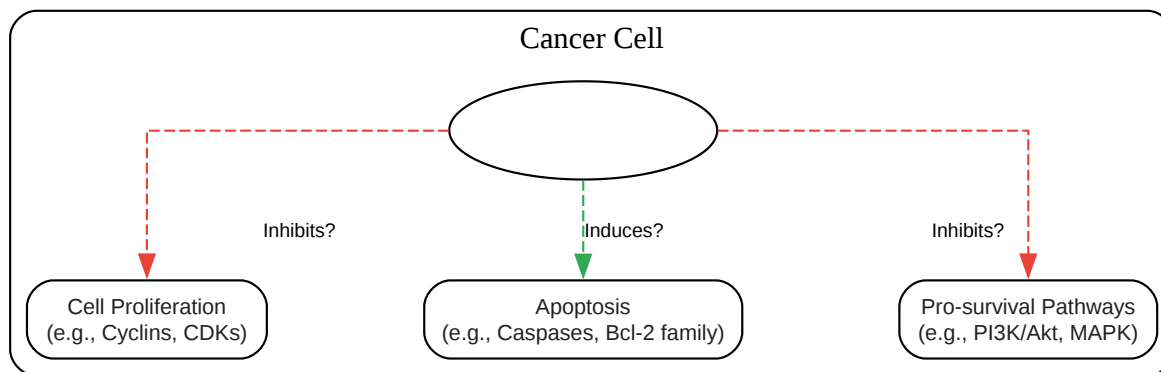 Cancer Cell
Inhibits?
Induces?
Inhibits?
Cell Proliferation
(e.g., Cyclins, CDKs)
Apoptosis
(e.g., Caspases, Bcl-2 family)
Pro-survival Pathways
(e.g., PI3K/Akt, MAPK)